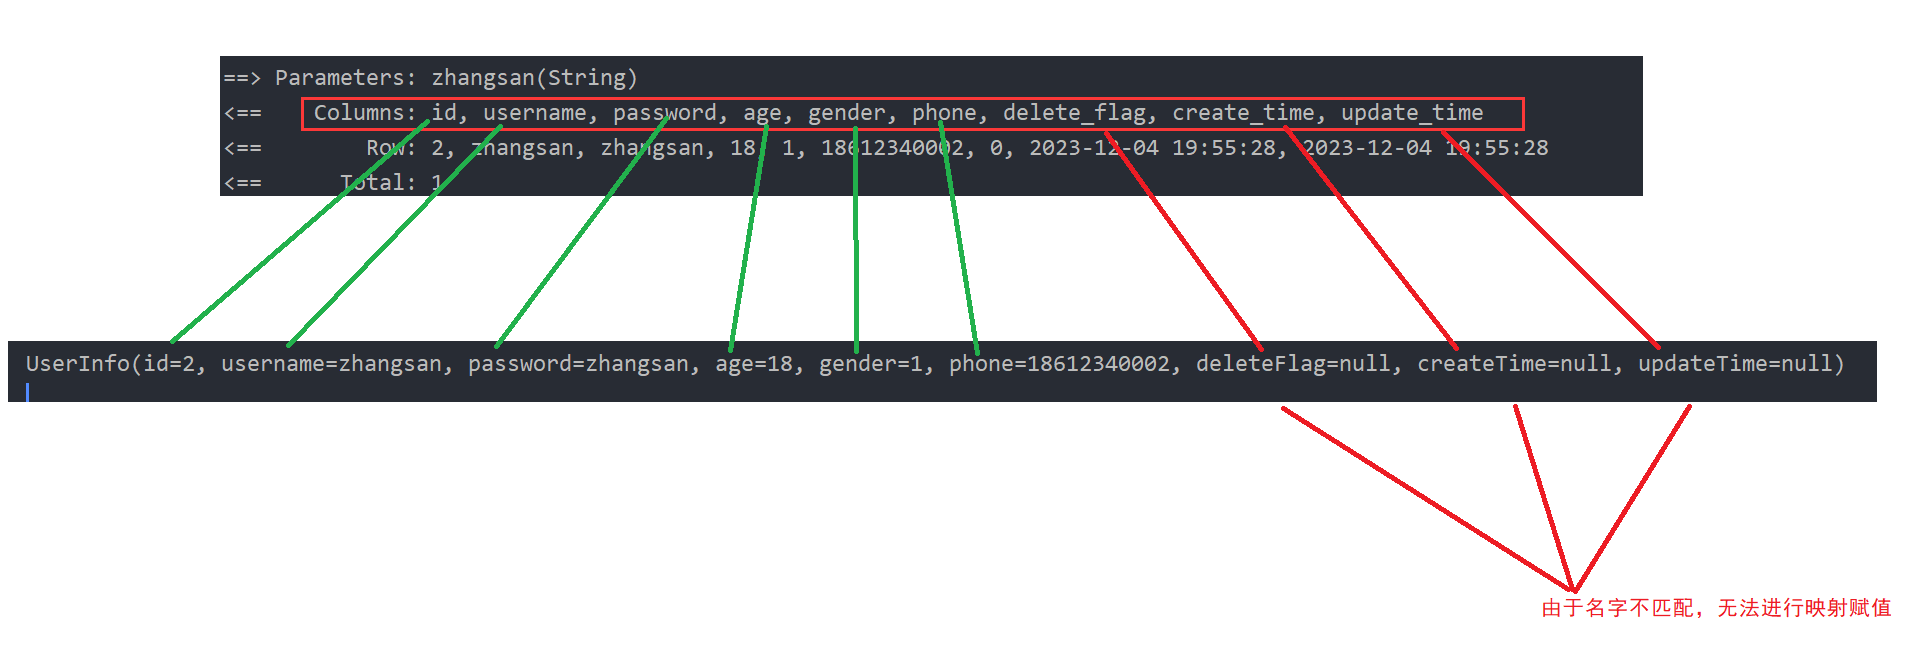 ==> Parameters: zhangsan(String)
<== Columns: id, username, password, age, gender, phone, delete_flag, create_time, update_time
<== Row: 2, zhangsan, zhangsan, 18, 1, 18612340002, 0, 2023-12-04 19:55:28, 2023-12-04 19:55:28
<== Total: 1
UserInfo(id=2, username=zhangsan, password=zhangsan, age=18, gender=1, phone=18612340002, deleteFlag=null, createTime=null, updateTime=null)
由于名字不匹配，无法进行映射赋值